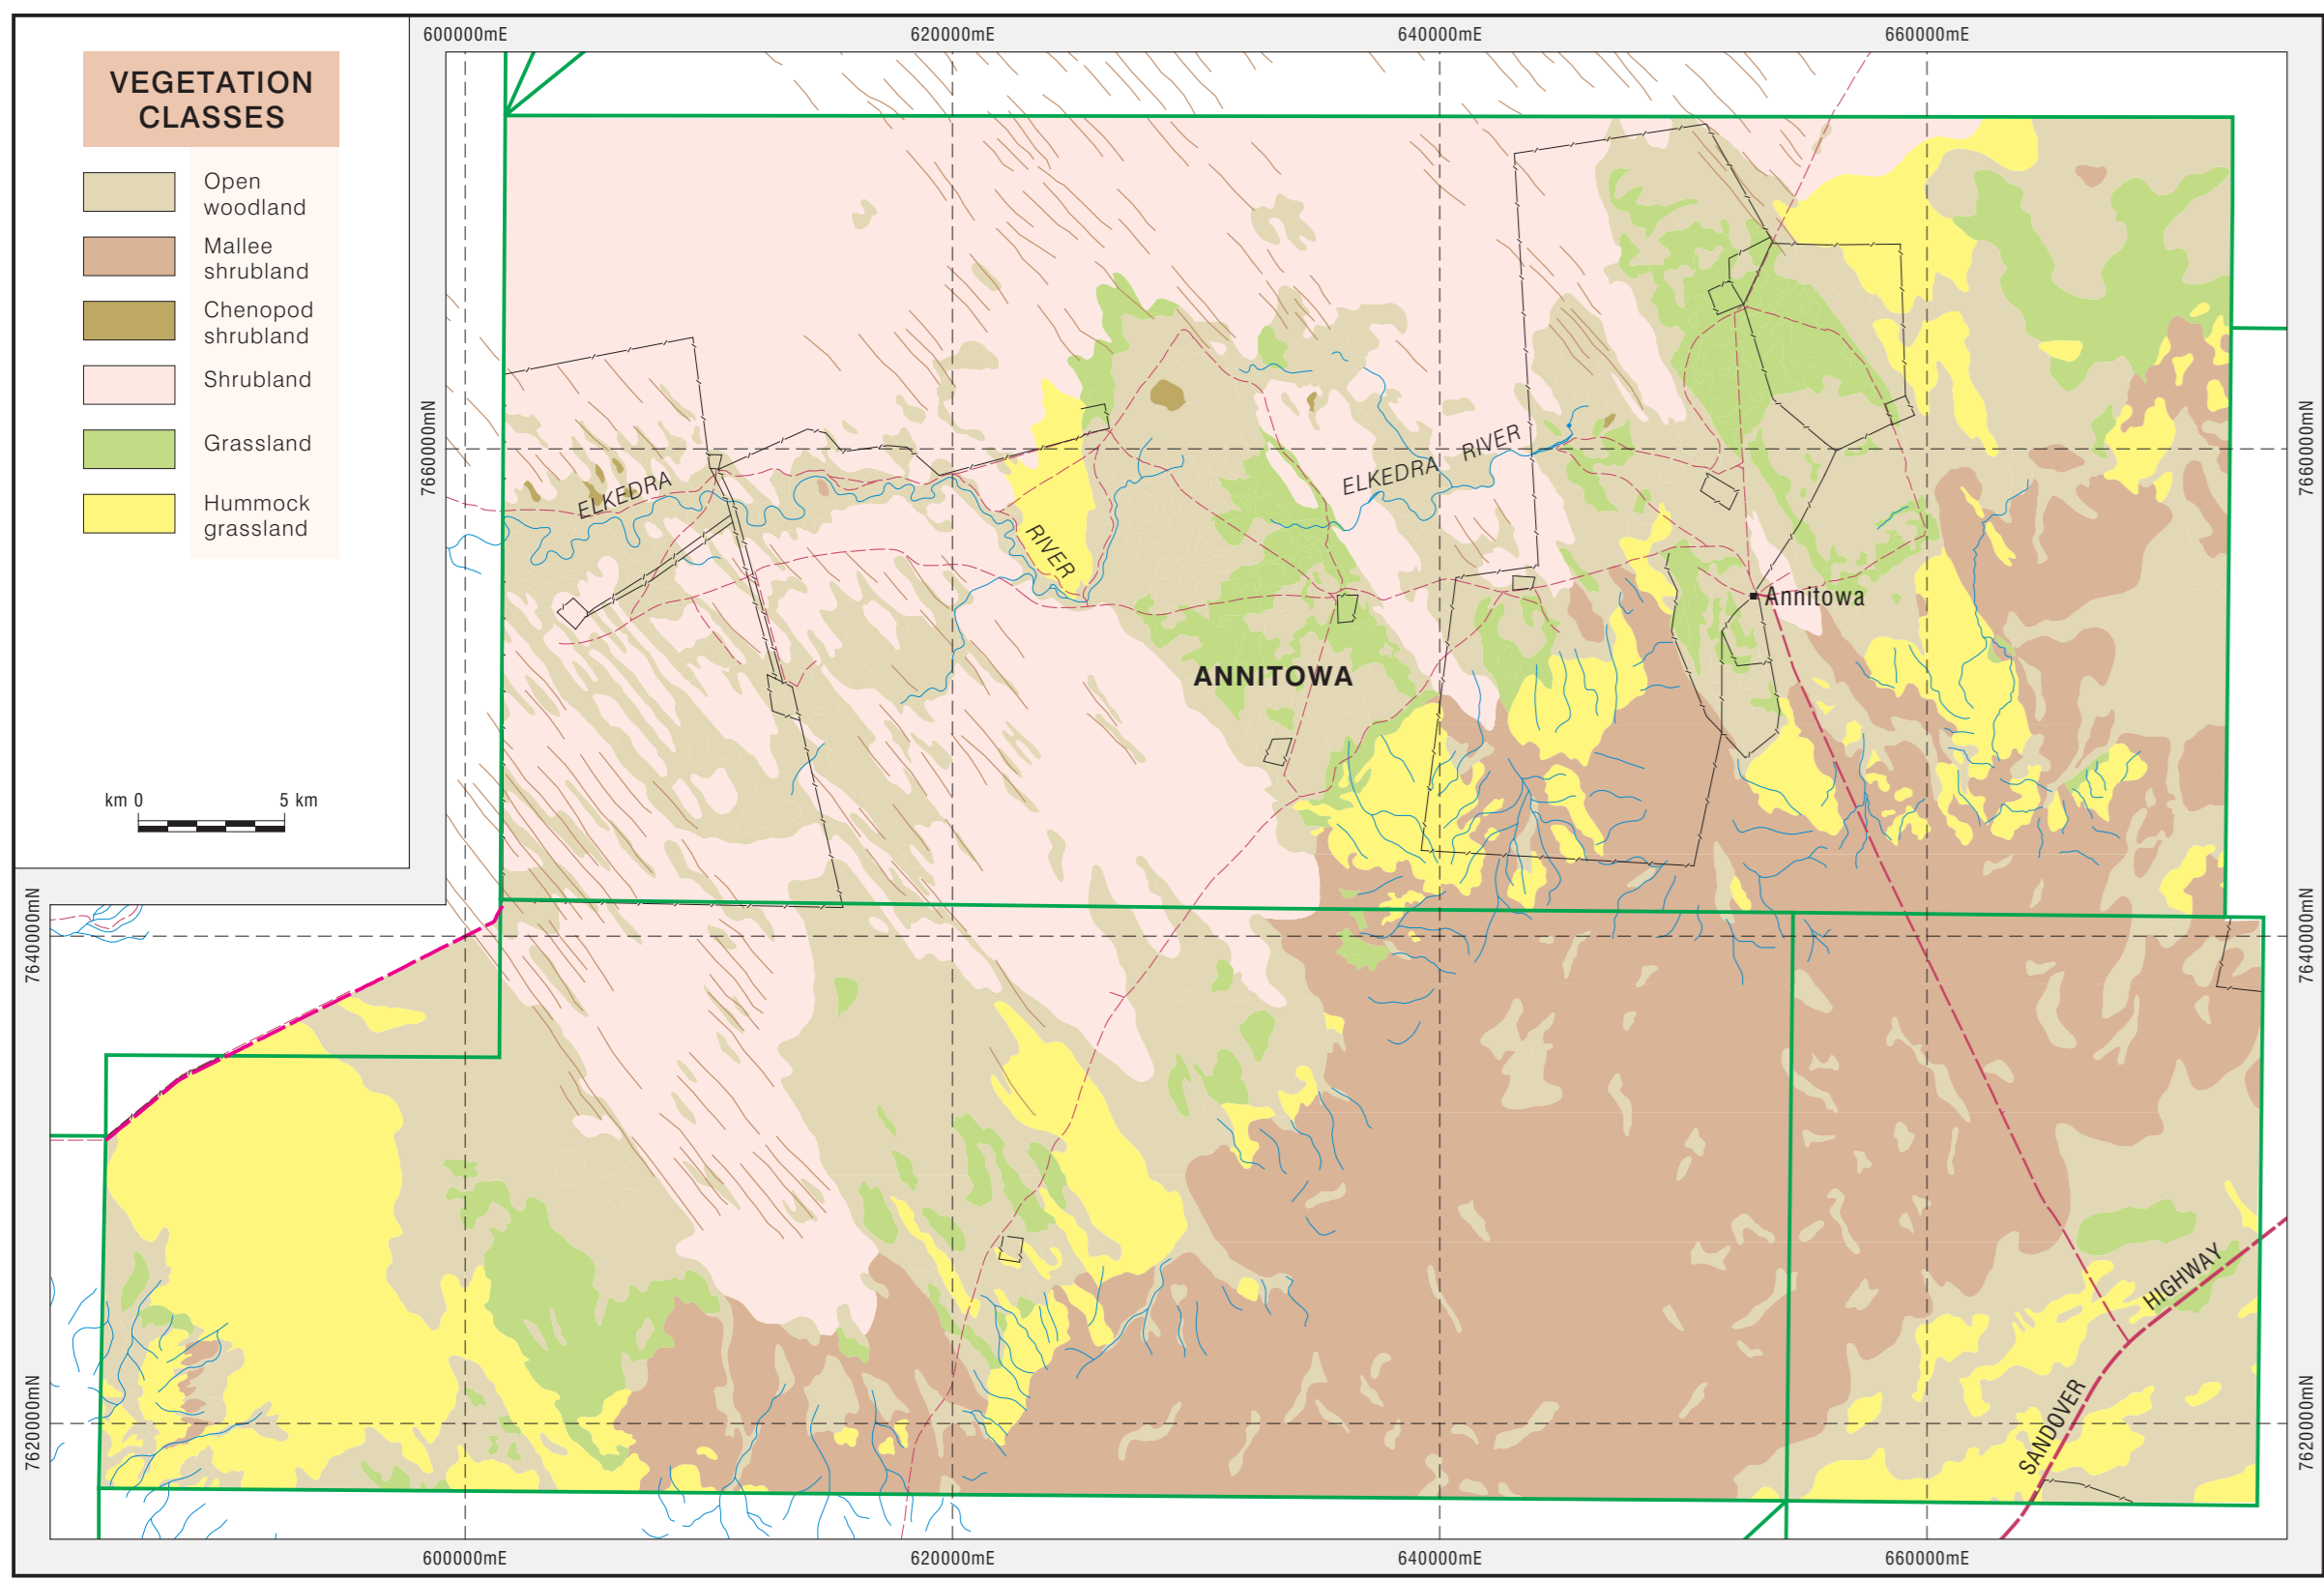 VEGETATION
CLASSES
Open
woodland
Mallee
shrubland
Chenopod
shrubland
Shrubland
Grassland
Hummock
grassland
km 0 5 km
600000mE 620000mE 640000mE 660000mE
7660000mN
7660000mN
ELKEDRA
RIVER
ELKEDRA RIVER
Annitowa
ANNITOWA
7640000mN
7640000mN
HIGHWAY
SANDOVER
7620000mN
7620000mN
600000mE 620000mE 640000mE 660000mE